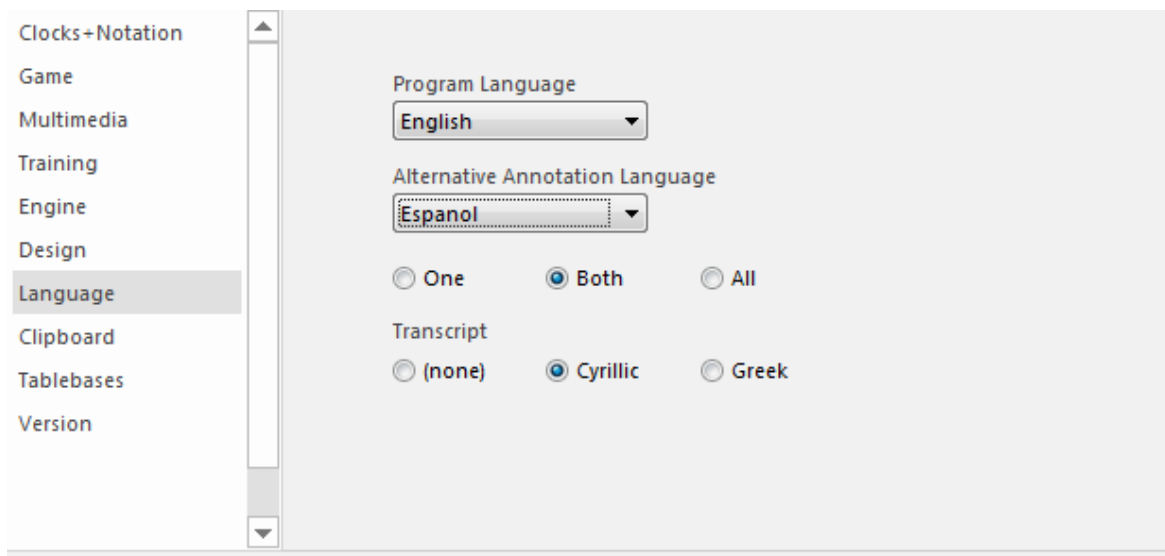 Clocks+Notation
Game
Multimedia
Training
Engine
Design
Language
Clipboard
Tablebases
Version
Program Language
English
Alternative Annotation Language
Espanol
One Both All
Transcript
(none) Cyrillic Greek